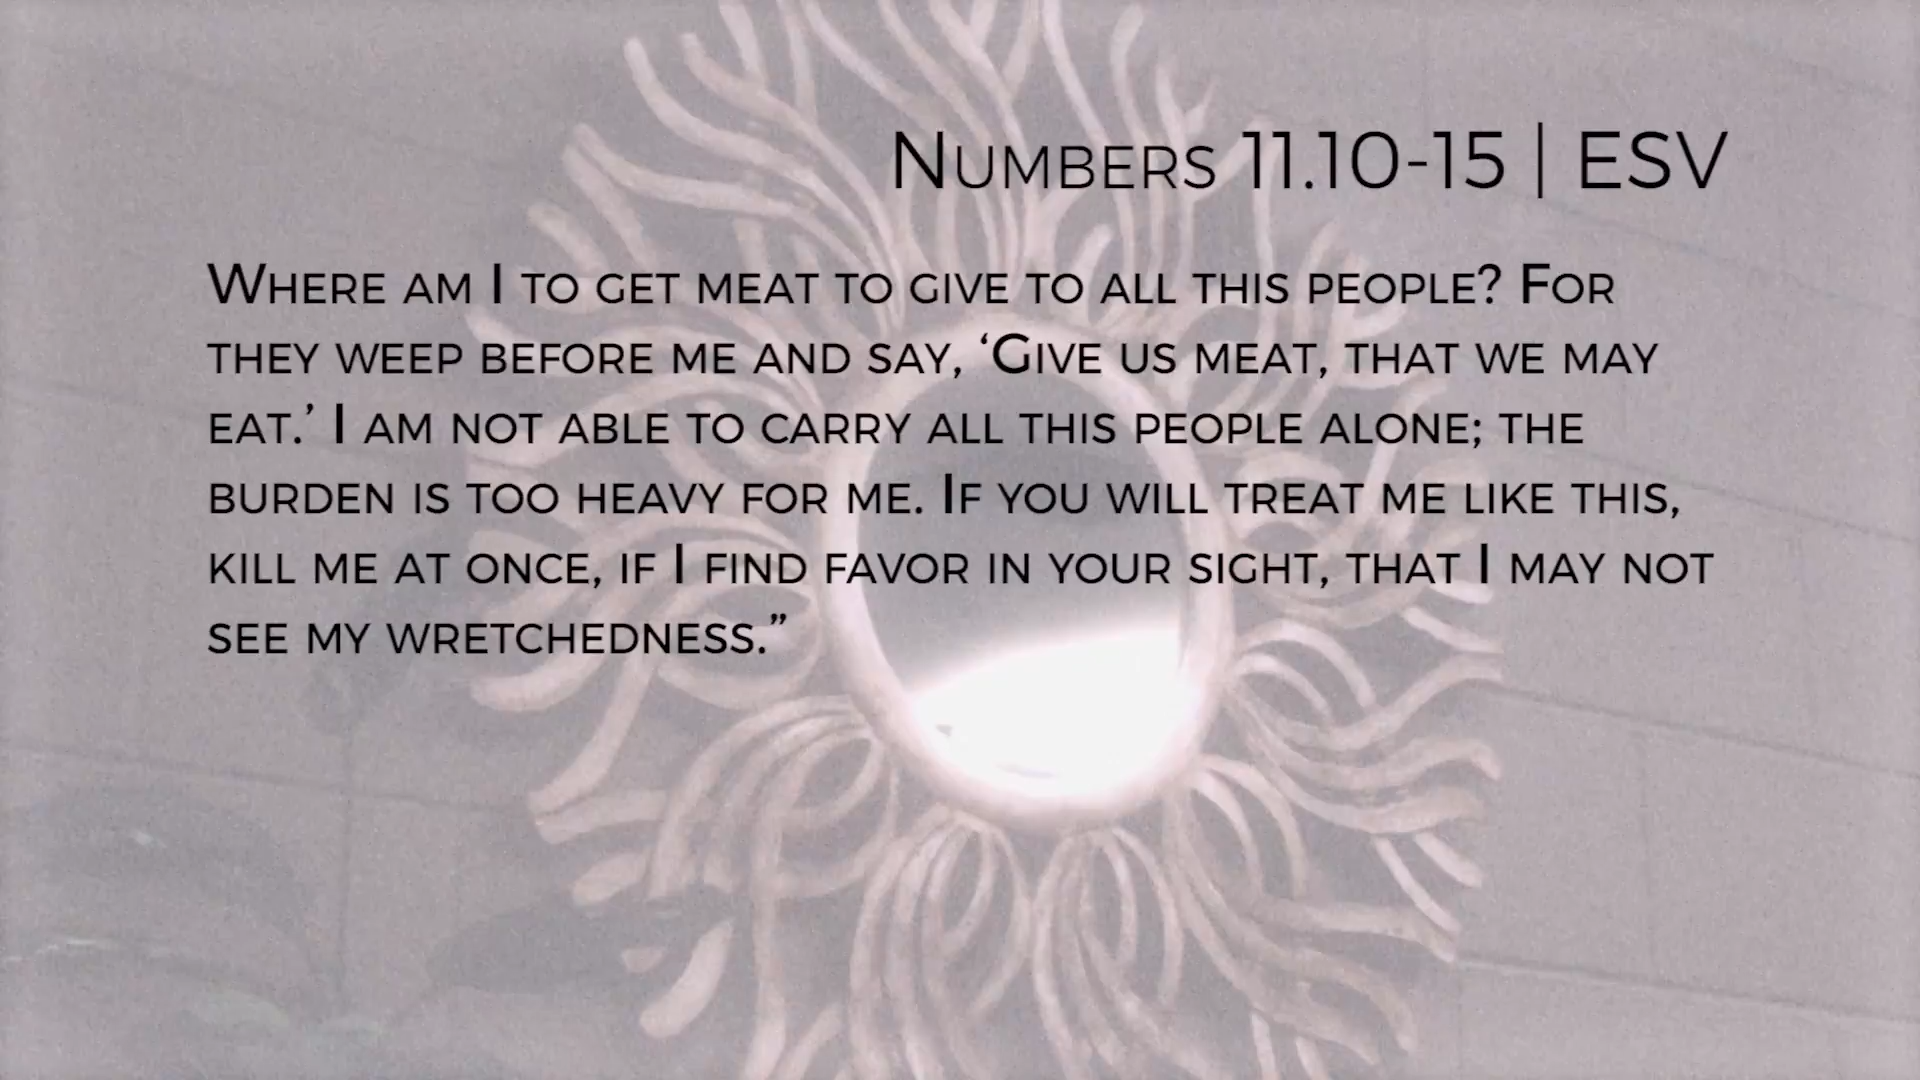 Numbers 11.10-15 | ESV
Where am I to get meat to give to all this people? For
they weep before me and say, ‘Give us meat, that we may
eat.’ I am not able to carry all this people alone; the
burden is too heavy for me. If you will treat me like this,
kill me at once, if I find favor in your sight, that I may not
see my wretchedness.”